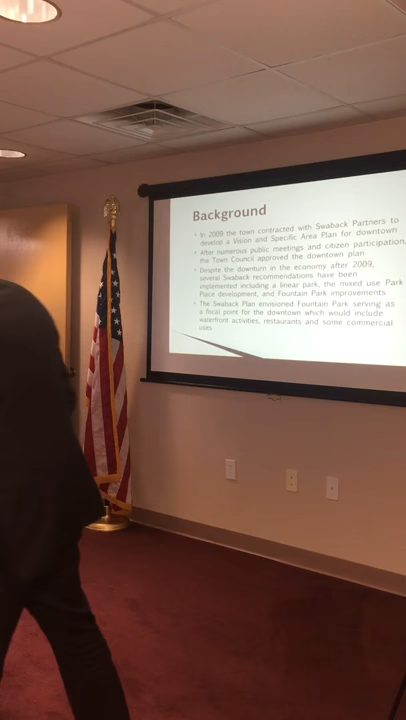 Background
In 2009 the town contracted with Swaback Partners to
develop a Vision and Specific Area Plan for downtown
After numerous public meetings and citizen participation,
the Town Council approved the downtown plan
Despite the downturn in the economy after 2009,
several Swaback recommendations have been
implemented including a linear park, the mixed use Park
Place development, and Fountain Park improvements
The Swaback Plan envisioned Fountain Park serving as
a focal point for the downtown which would include
waterfront activities, restaurants and some commercial
uses